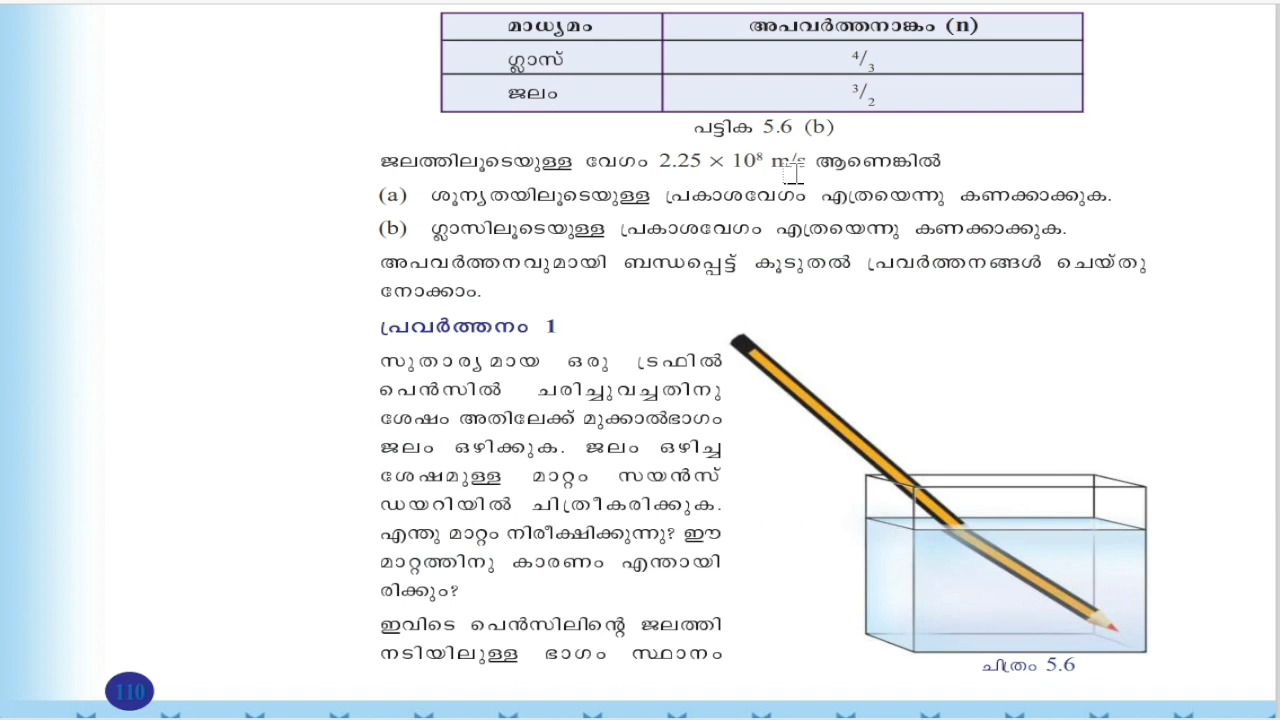 മാധ്യമം അപവർത്തനാങ്കം (n)
ഗ്ലാസ് 4/3
ജലം 3/2
പട്ടിക 5.6 (b)
ജലത്തിലൂടെയുള്ള വേഗം 2.25 × 10⁸ m/s ആണെങ്കിൽ
(a) ശൂന്യതയിലൂടെയുള്ള പ്രകാശവേഗം എത്രയെന്നു കണക്കാക്കുക.
(b) ഗ്ലാസിലൂടെയുള്ള പ്രകാശവേഗം എത്രയെന്നു കണക്കാക്കുക.
അപവർത്തനവുമായി ബന്ധപ്പെട്ട് കൂടുതൽ പ്രവർത്തനങ്ങൾ ചെയ്തു
നോക്കാം.
പ്രവർത്തനം 1
സുതാര്യമായ ഒരു ട്രഫിൽ
പെൻസിൽ ചരിച്ചുവച്ചതിനു
ശേഷം അതിലേക്ക് മുക്കാൽഭാഗം
ജലം ഒഴിക്കുക. ജലം ഒഴിച്ച
ശേഷമുള്ള മാറ്റം സയൻസ്
ഡയറിയിൽ ചിത്രീകരിക്കുക.
എന്തു മാറ്റം നിരീക്ഷിക്കുന്നു? ഈ
മാറ്റത്തിനു കാരണം എന്തായി
രിക്കും?
ഇവിടെ പെൻസിലിന്റെ ജലത്തി
നടിയിലുള്ള ഭാഗം സ്ഥാനം
ചിത്രം 5.6
110